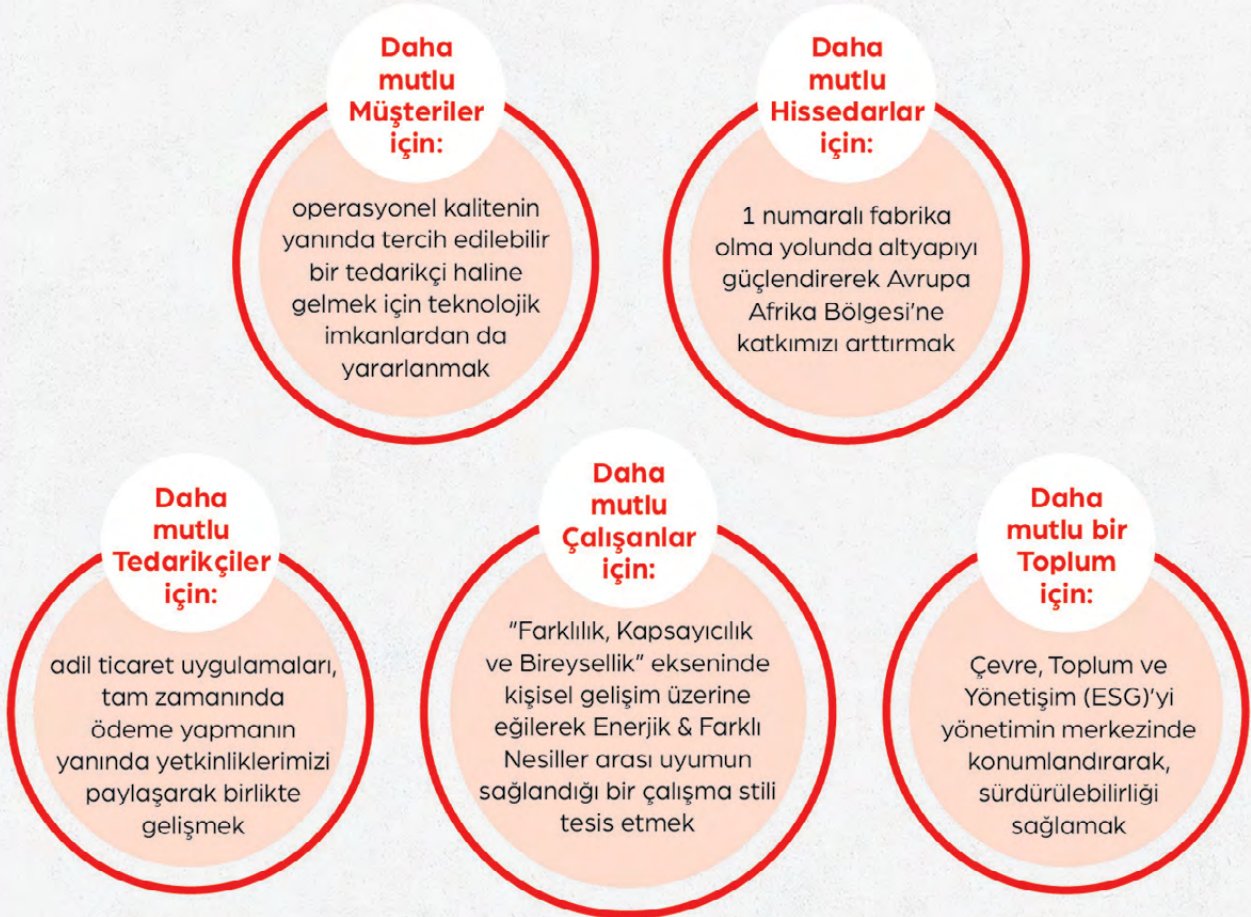 Daha
mutlu
Müşteriler
için:
operasyonel kalitenin
yanında tercih edilebilir
bir tedarikçi haline
gelmek için teknolojik
imkanlardan da
yararlanmak
Daha
mutlu
Hissedarlar
için:
1 numaralı fabrika
olma yolunda altyapıyı
güçlendirerek Avrupa
Afrika Bölgesi’ne
katkımızı arttırmak
Daha
mutlu
Tedarikçiler
için:
adil ticaret uygulamaları,
tam zamanında
ödeme yapmanın
yanında yetkinliklerimizi
paylaşarak birlikte
gelişmek
Daha
mutlu
Çalışanlar
için:
"Farklılık, Kapsayıcılık
ve Bireysellik" ekseninde
kişisel gelişim üzerine
eğilerek Enerjik & Farklı
Nesiller arası uyumun
sağlandığı bir çalışma stili
tesis etmek
Daha
mutlu bir
Toplum
için:
Çevre, Toplum ve
Yönetişim (ESG)’yi
yönetimin merkezinde
konumlandırarak,
sürdürülebilirliği
sağlamak